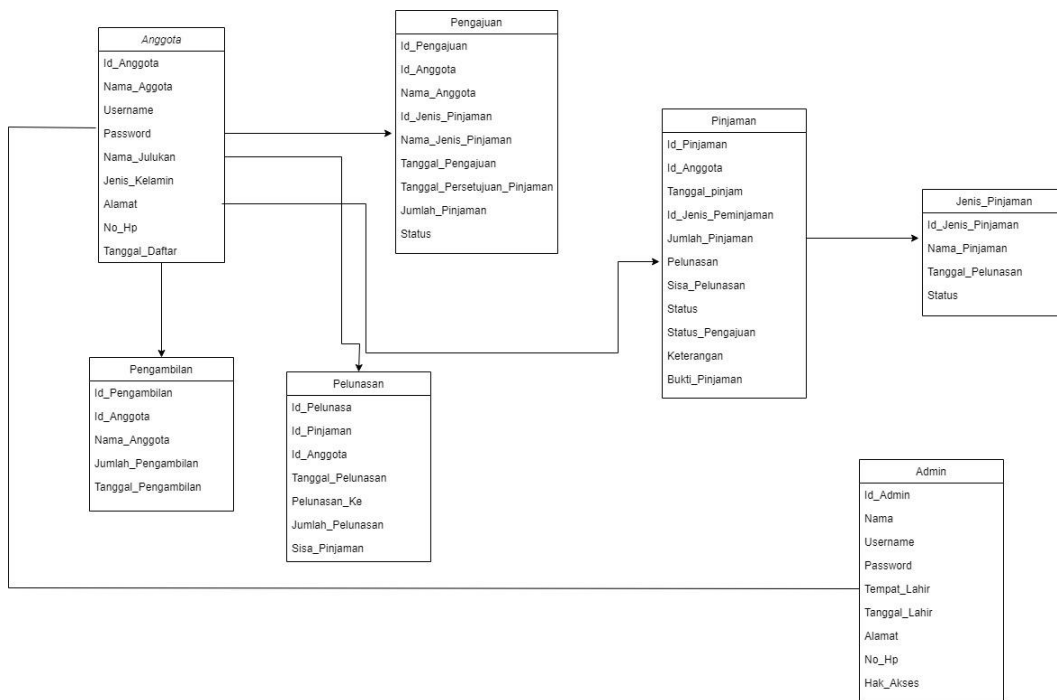 Anggota
Id_Anggota
Nama_Aggota
Username
Password
Nama_Julukan
Jenis_Kelamin
Alamat
No_Hp
Tanggal_Daftar
Pengajuan
Id_Pengajuan
Id_Anggota
Nama_Anggota
Id_Jenis_Pinjaman
Nama_Jenis_Pinjaman
Tanggal_Pengajuan
Tanggal_Persetujuan_Pinjaman
Jumlah_Pinjaman
Status
Pinjaman
Id_Pinjaman
Id_Anggota
Tanggal_pinjam
Id_Jenis_Peminjaman
Jumlah_Pinjaman
Pelunasan
Sisa_Pelunasan
Status
Status_Pengajuan
Keterangan
Bukti_Pinjaman
Jenis_Pinjaman
Id_Jenis_Pinjaman
Nama_Pinjaman
Tanggal_Pelunasan
Status
Pengambilan
Id_Pengambilan
Id_Anggota
Nama_Anggota
Jumlah_Pengambilan
Tanggal_Pengambilan
Pelunasan
Id_Pelunasa
Id_Pinjaman
Id_Anggota
Tanggal_Pelunasan
Pelunasan_Ke
Jumlah_Pelunasan
Sisa_Pinjaman
Admin
Id_Admin
Nama
Username
Password
Tempat_Lahir
Tanggal_Lahir
Alamat
No_Hp
Hak_Akses